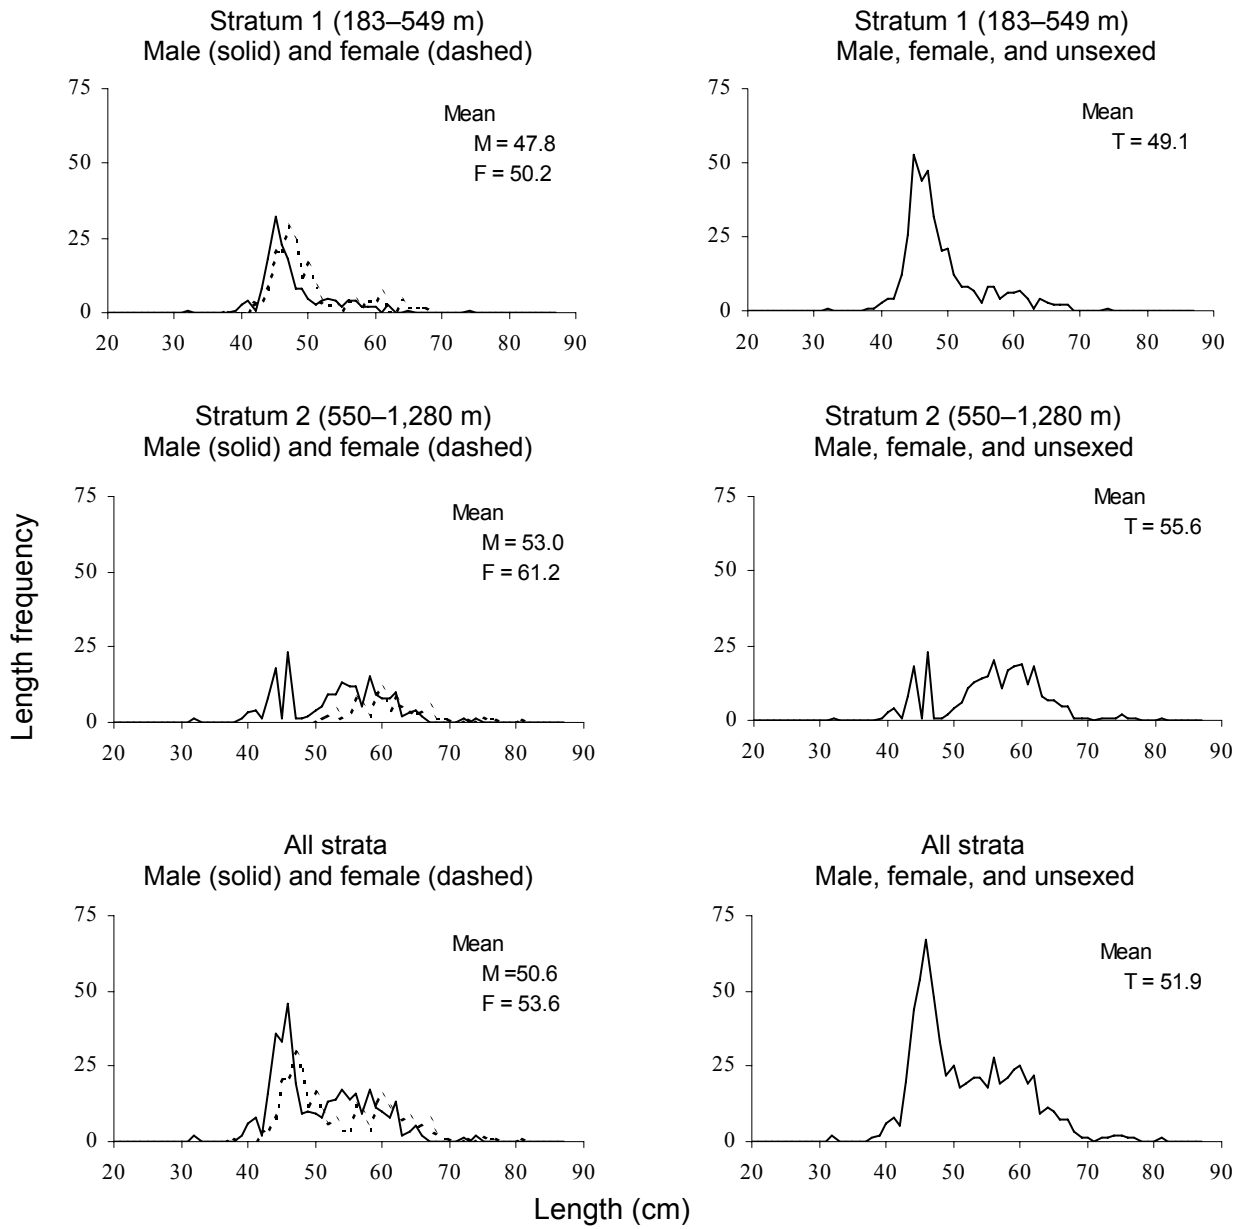 Stratum 1 (183–549 m)
Male (solid) and female (dashed)
75
50
25
0
20 30 40 50 60 70 80 90
Mean
M = 47.8
F = 50.2
Stratum 1 (183–549 m)
Male, female, and unsexed
75
50
25
0
20 30 40 50 60 70 80 90
Mean
T = 49.1
Stratum 2 (550–1,280 m)
Male (solid) and female (dashed)
75
50
25
0
20 30 40 50 60 70 80 90
Mean
M = 53.0
F = 61.2
Stratum 2 (550–1,280 m)
Male, female, and unsexed
75
50
25
0
20 30 40 50 60 70 80 90
Mean
T = 55.6
Length frequency
All strata
Male (solid) and female (dashed)
75
50
25
0
20 30 40 50 60 70 80 90
Mean
M =50.6
F = 53.6
All strata
Male, female, and unsexed
75
50
25
0
20 30 40 50 60 70 80 90
Mean
T = 51.9
Length (cm)